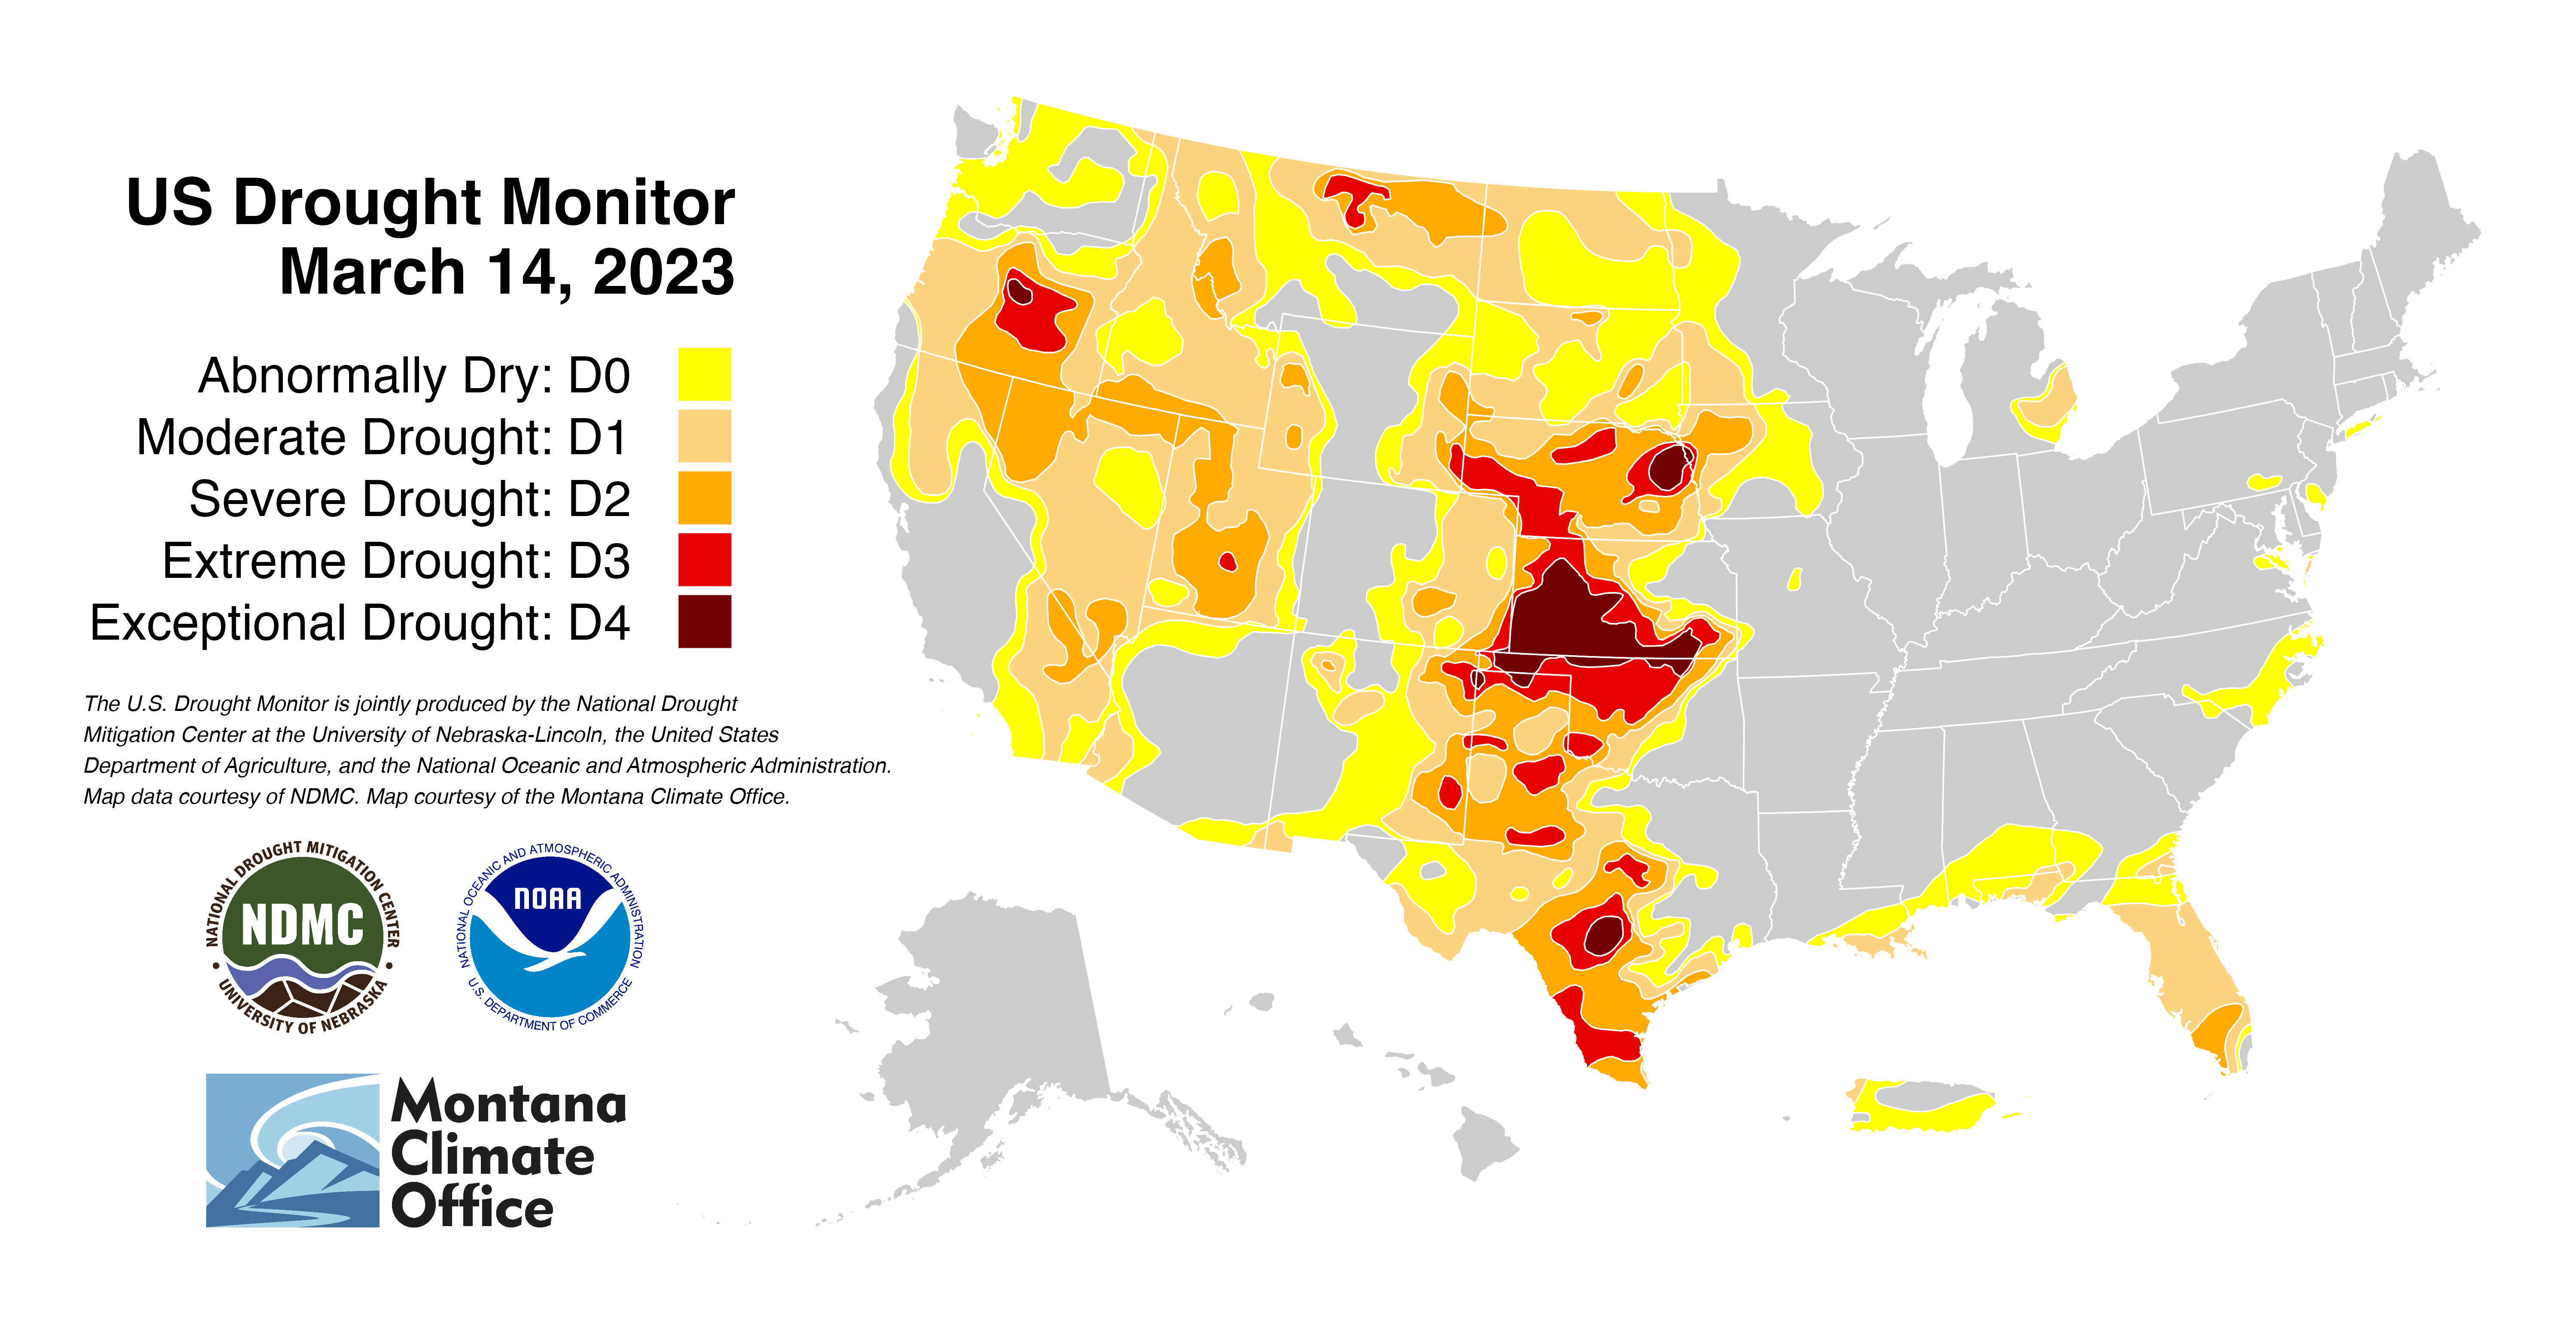 US Drought Monitor
March 14, 2023
Abnormally Dry: D0
Moderate Drought: D1
Severe Drought: D2
Extreme Drought: D3
Exceptional Drought: D4
The U.S. Drought Monitor is jointly produced by the National Drought
Mitigation Center at the University of Nebraska-Lincoln, the United States
Department of Agriculture, and the National Oceanic and Atmospheric Administration.
Map data courtesy of NDMC. Map courtesy of the Montana Climate Office.
NATIONAL DROUGHT MITIGATION CENTER
NDMC
UNIVERSITY OF NEBRASKA
NATIONAL OCEANIC AND ATMOSPHERIC ADMINISTRATION
NOAA
U.S. DEPARTMENT OF COMMERCE
Montana
Climate
Office